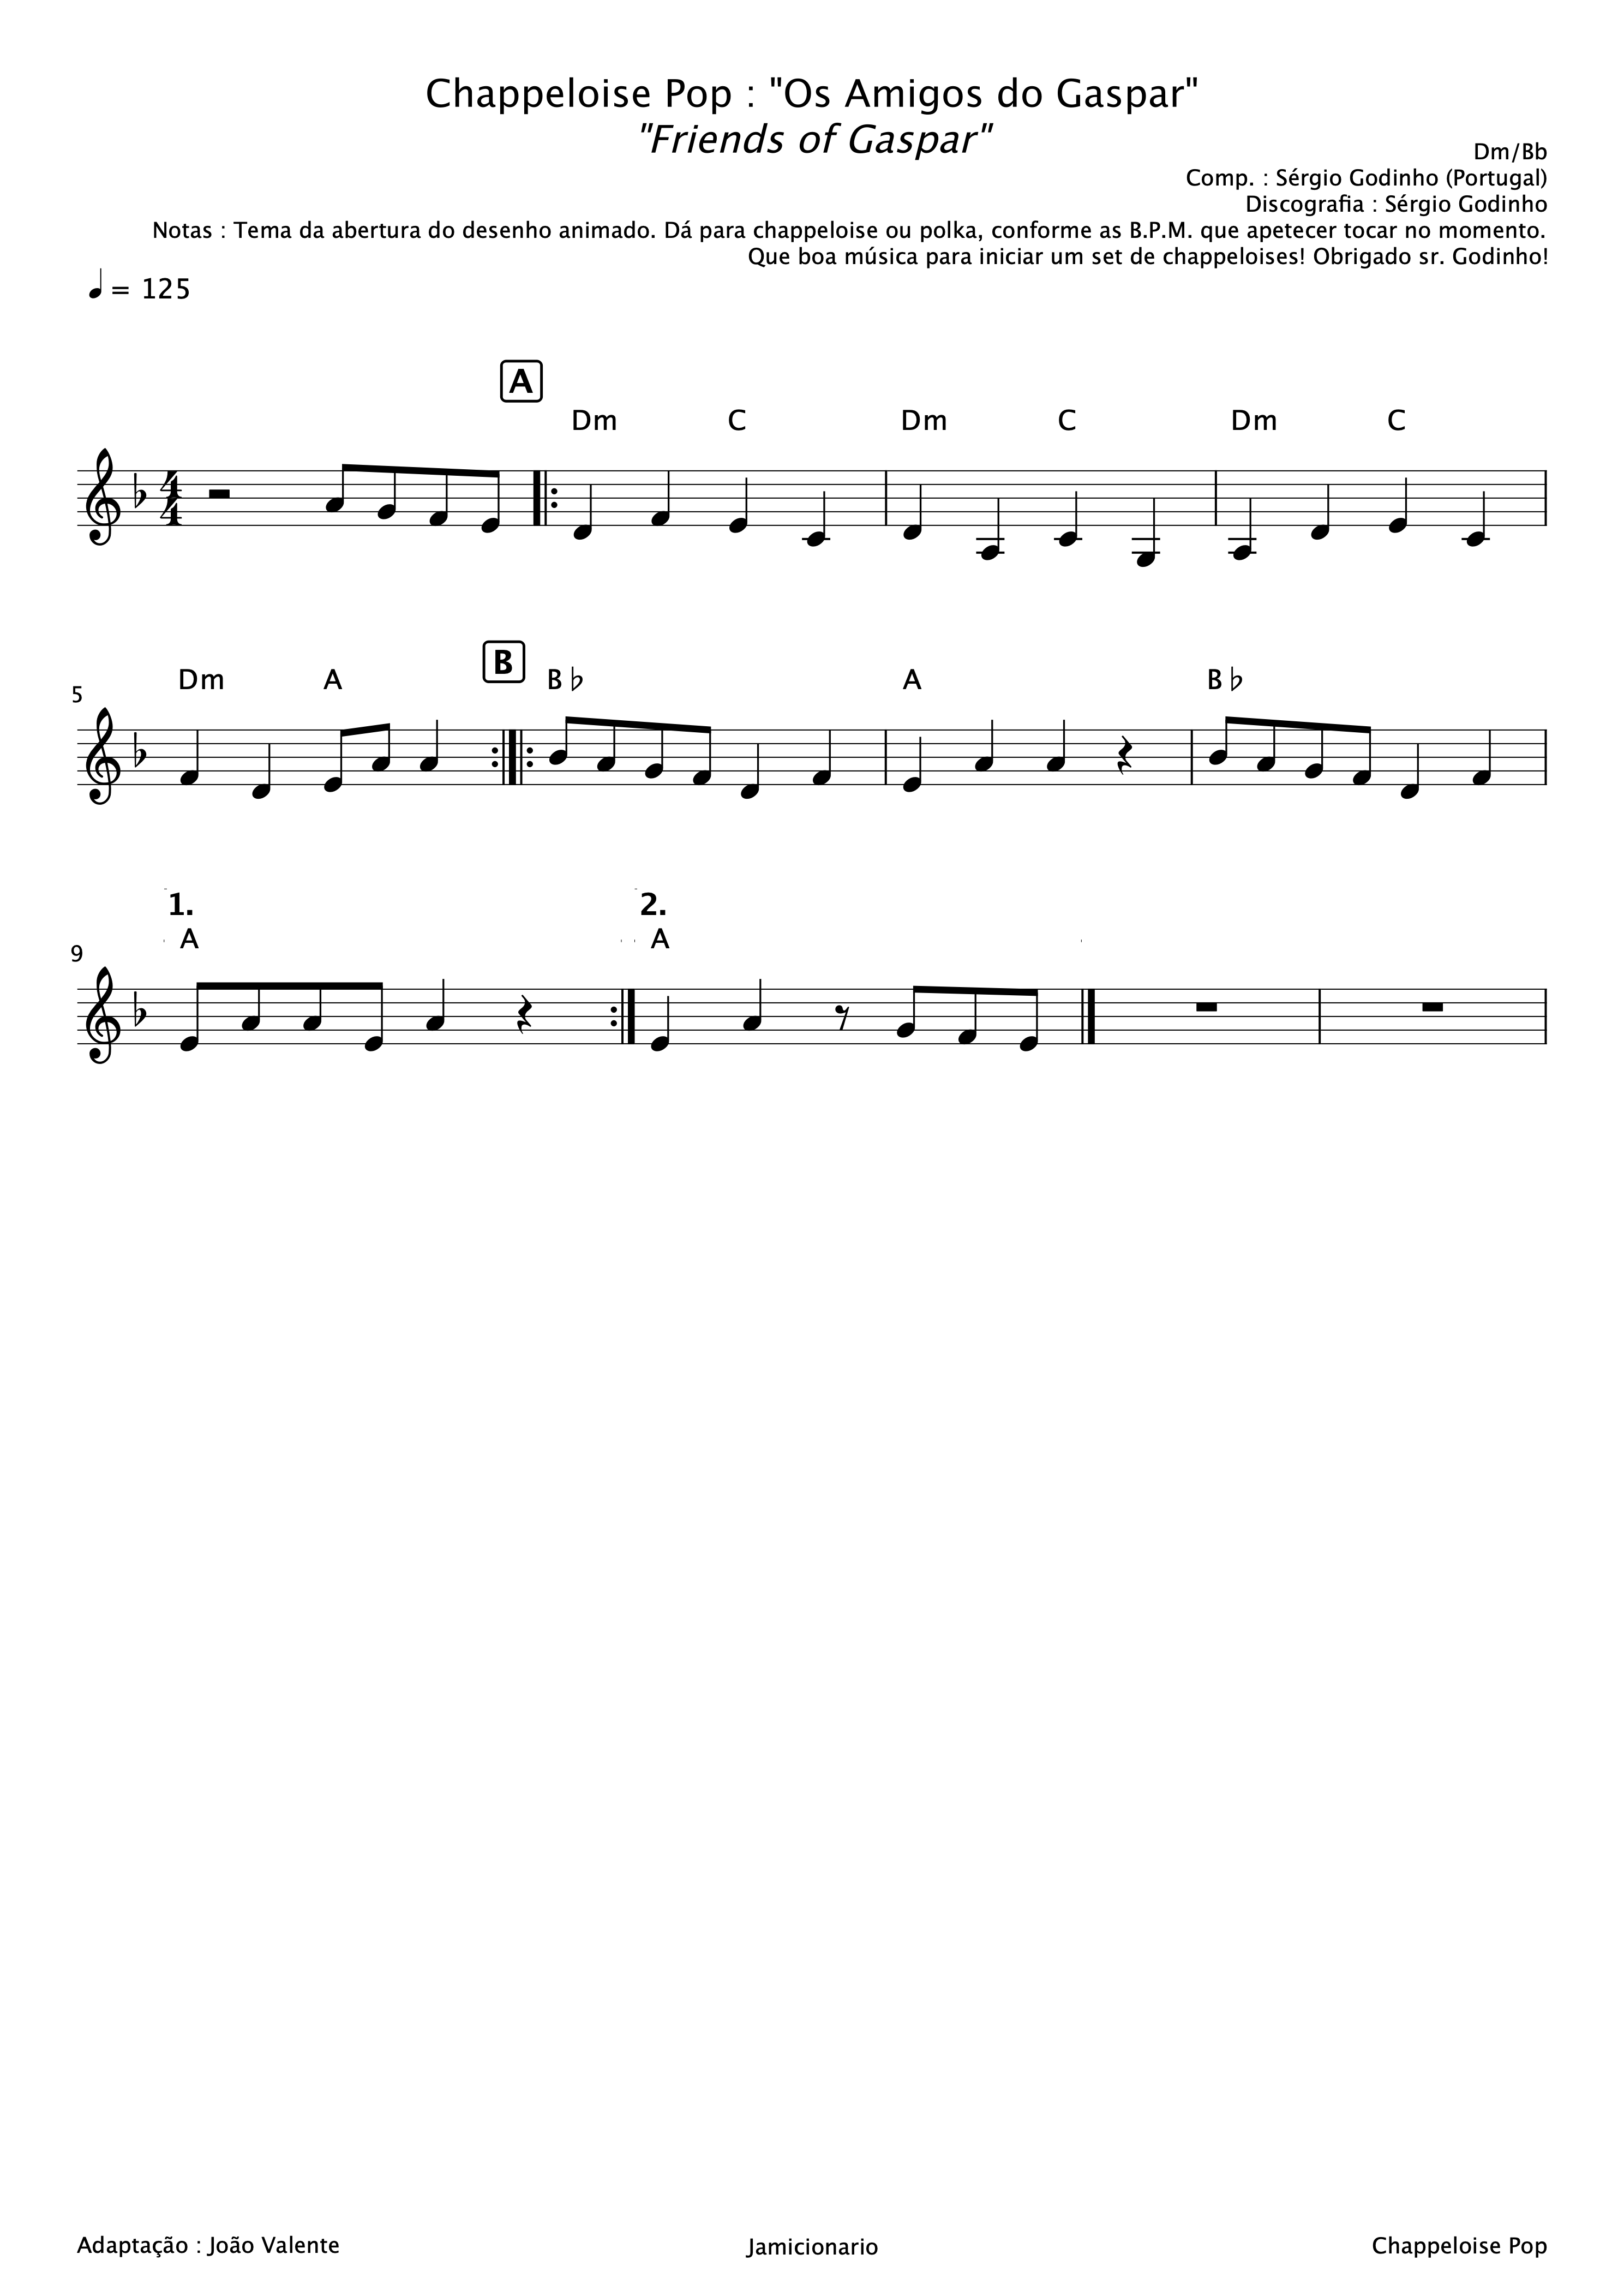 Chappeloise Pop : "Os Amigos do Gaspar"
"Friends of Gaspar"
Dm/Bb
Comp. : Sérgio Godinho (Portugal)
Discografia : Sérgio Godinho
Notas : Tema da abertura do desenho animado. Dá para chappeloise ou polka, conforme as B.P.M. que apetecer tocar no momento.
Que boa música para iniciar um set de chappeloises! Obrigado sr. Godinho!
♩ = 125
A
Dm C Dm C Dm C
4
4
B
Dm A B♭ A B♭
5
1. 2.
A A
9
Adaptação : João Valente Jamicionario Chappeloise Pop